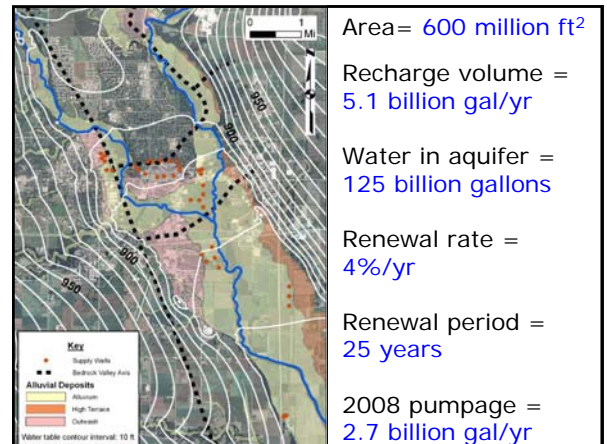 0 1
Mi
950
900
900
950
Key
Supply Wells
Bedrock Valley Axis
Alluvial Deposits
Alluvium
High Terrace
Outwash
Water table contour interval: 10 ft.
Area= 600 million ft²
Recharge volume =
5.1 billion gal/yr
Water in aquifer =
125 billion gallons
Renewal rate =
4%/yr
Renewal period =
25 years
2008 pumpage =
2.7 billion gal/yr